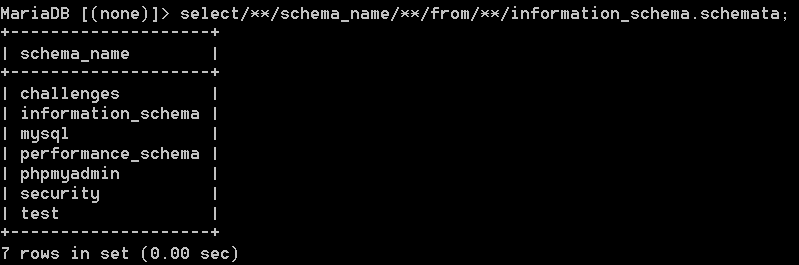 MariaDB [(none)]> select/**/schema_name/**/from/**/information_schema.schemata;
+--------------------+
| schema_name        |
+--------------------+
| challenges         |
| information_schema |
| mysql              |
| performance_schema |
| phpmyadmin         |
| security           |
| test               |
+--------------------+
7 rows in set (0.00 sec)